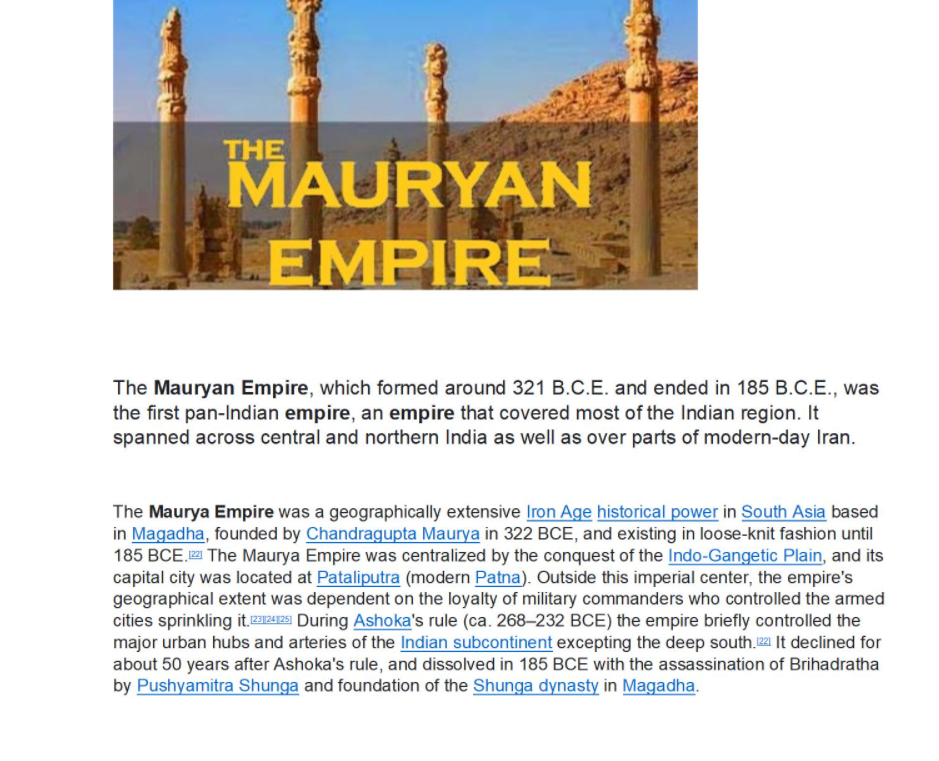 THE
MAURYAN
EMPIRE
The Mauryan Empire, which formed around 321 B.C.E. and ended in 185 B.C.E., was
the first pan-Indian empire, an empire that covered most of the Indian region. It
spanned across central and northern India as well as over parts of modern-day Iran.
The Maurya Empire was a geographically extensive Iron Age historical power in South Asia based
in Magadha, founded by Chandragupta Maurya in 322 BCE, and existing in loose-knit fashion until
185 BCE.[22] The Maurya Empire was centralized by the conquest of the Indo-Gangetic Plain, and its
capital city was located at Pataliputra (modern Patna). Outside this imperial center, the empire's
geographical extent was dependent on the loyalty of military commanders who controlled the armed
cities sprinkling it.[23][24][25] During Ashoka's rule (ca. 268–232 BCE) the empire briefly controlled the
major urban hubs and arteries of the Indian subcontinent excepting the deep south.[22] It declined for
about 50 years after Ashoka's rule, and dissolved in 185 BCE with the assassination of Brihadratha
by Pushyamitra Shunga and foundation of the Shunga dynasty in Magadha.